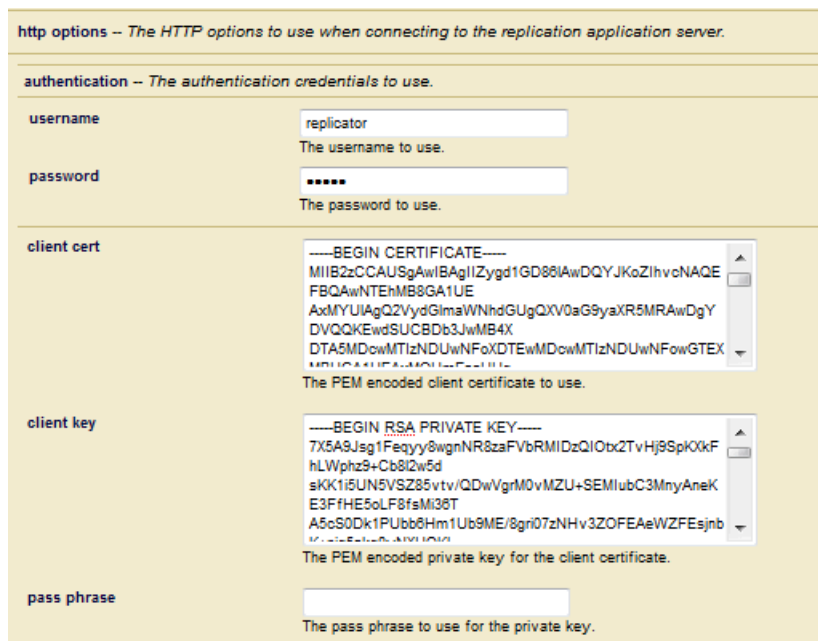 http options -- The HTTP options to use when connecting to the replication application server.
authentication -- The authentication credentials to use.
username
replicator
The username to use.
password
•••••
The password to use.
client cert
-----BEGIN CERTIFICATE-----
MIIB2zCCAUSgAwIBAgIIZygd1GD86lAwDQYJKoZIhvcNAQE
FBQAwNTEhMB8GA1UE
AxMYUlAgQ2VydGlmaWNhdGUgQXV0aG9yaXR5MRAwDgY
DVQQKEwdSUCBDb3JwMB4X
DTA5MDcwMTIzNDUwNFoXDTEwMDcwMTIzNDUwNFowGTEX
The PEM encoded client certificate to use.
client key
-----BEGIN RSA PRIVATE KEY-----
7X5A9Jsg1Feqyy8wgnNR8zaFVbRMIDzQIOtx2TvHj9SpKXkF
hLWphz9+Cb8l2w5d
sKK1i5UN5VSZ85vtv/QDwVgrM0vMZU+SEMIubC3MnyAneK
E3FfHE5oLF8fsMi36T
A5cS0Dk1PUbb6Hm1Ub9ME/8gri07zNHv3ZOFEAeWZFEsjnb
The PEM encoded private key for the client certificate.
pass phrase
The pass phrase to use for the private key.